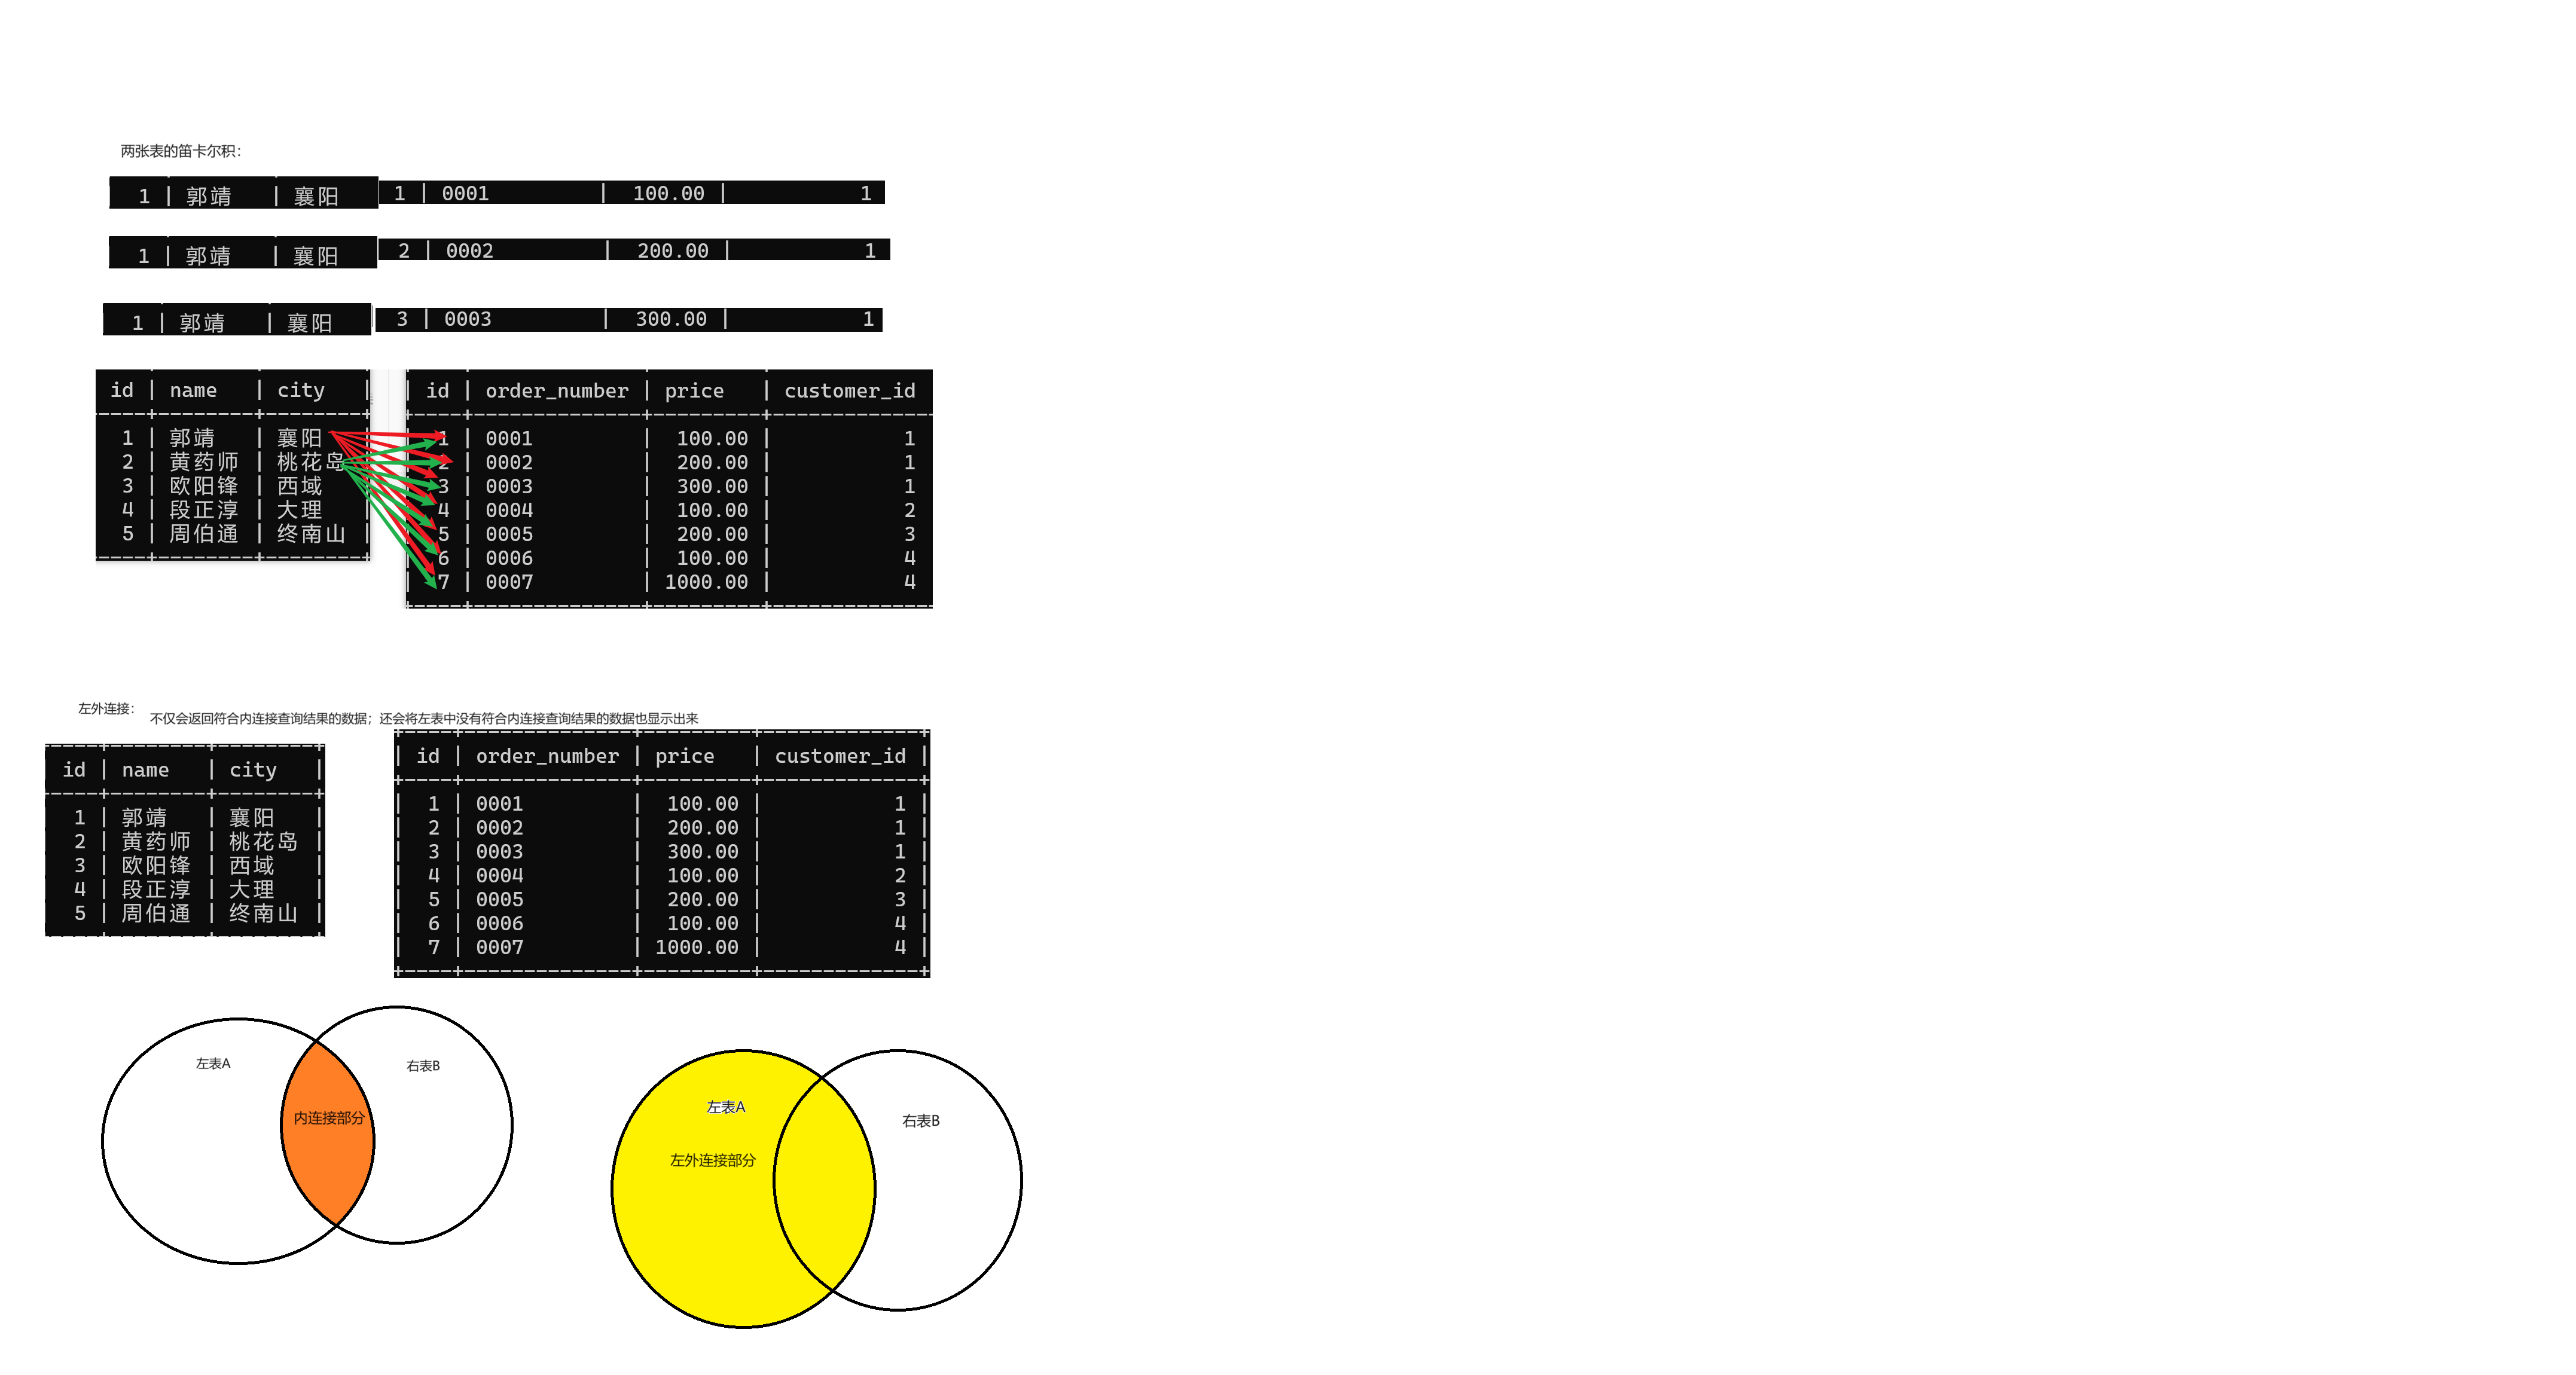 两张表的笛卡尔积：
1 | 郭靖 | 襄阳 1 | 0001 | 100.00 | 1
1 | 郭靖 | 襄阳 2 | 0002 | 200.00 | 1
1 | 郭靖 | 襄阳 3 | 0003 | 300.00 | 1
id | name | city |
1 | 郭靖 | 襄阳 |
2 | 黄药师 | 桃花岛
3 | 欧阳锋 | 西域
4 | 段正淳 | 大理
5 | 周伯通 | 终南山 |
| id | order_number | price | customer_id
1 | 0001 | 100.00 | 1
2 | 0002 | 200.00 | 1
3 | 0003 | 300.00 | 1
4 | 0004 | 100.00 | 2
5 | 0005 | 200.00 | 3
6 | 0006 | 100.00 | 4
7 | 0007 | 1000.00 | 4
左外连接：
不仅会返回符合内连接查询结果的数据；还会将左表中没有符合内连接查询结果的数据也显示出来
id | name | city |
1 | 郭靖 | 襄阳 |
2 | 黄药师 | 桃花岛 |
3 | 欧阳锋 | 西域 |
4 | 段正淳 | 大理 |
5 | 周伯通 | 终南山 |
| id | order_number | price | customer_id |
| 1 | 0001 | 100.00 | 1 |
| 2 | 0002 | 200.00 | 1 |
| 3 | 0003 | 300.00 | 1 |
| 4 | 0004 | 100.00 | 2 |
| 5 | 0005 | 200.00 | 3 |
| 6 | 0006 | 100.00 | 4 |
| 7 | 0007 | 1000.00 | 4 |
左表A
右表B
内连接部分
左表A
右表B
左外连接部分